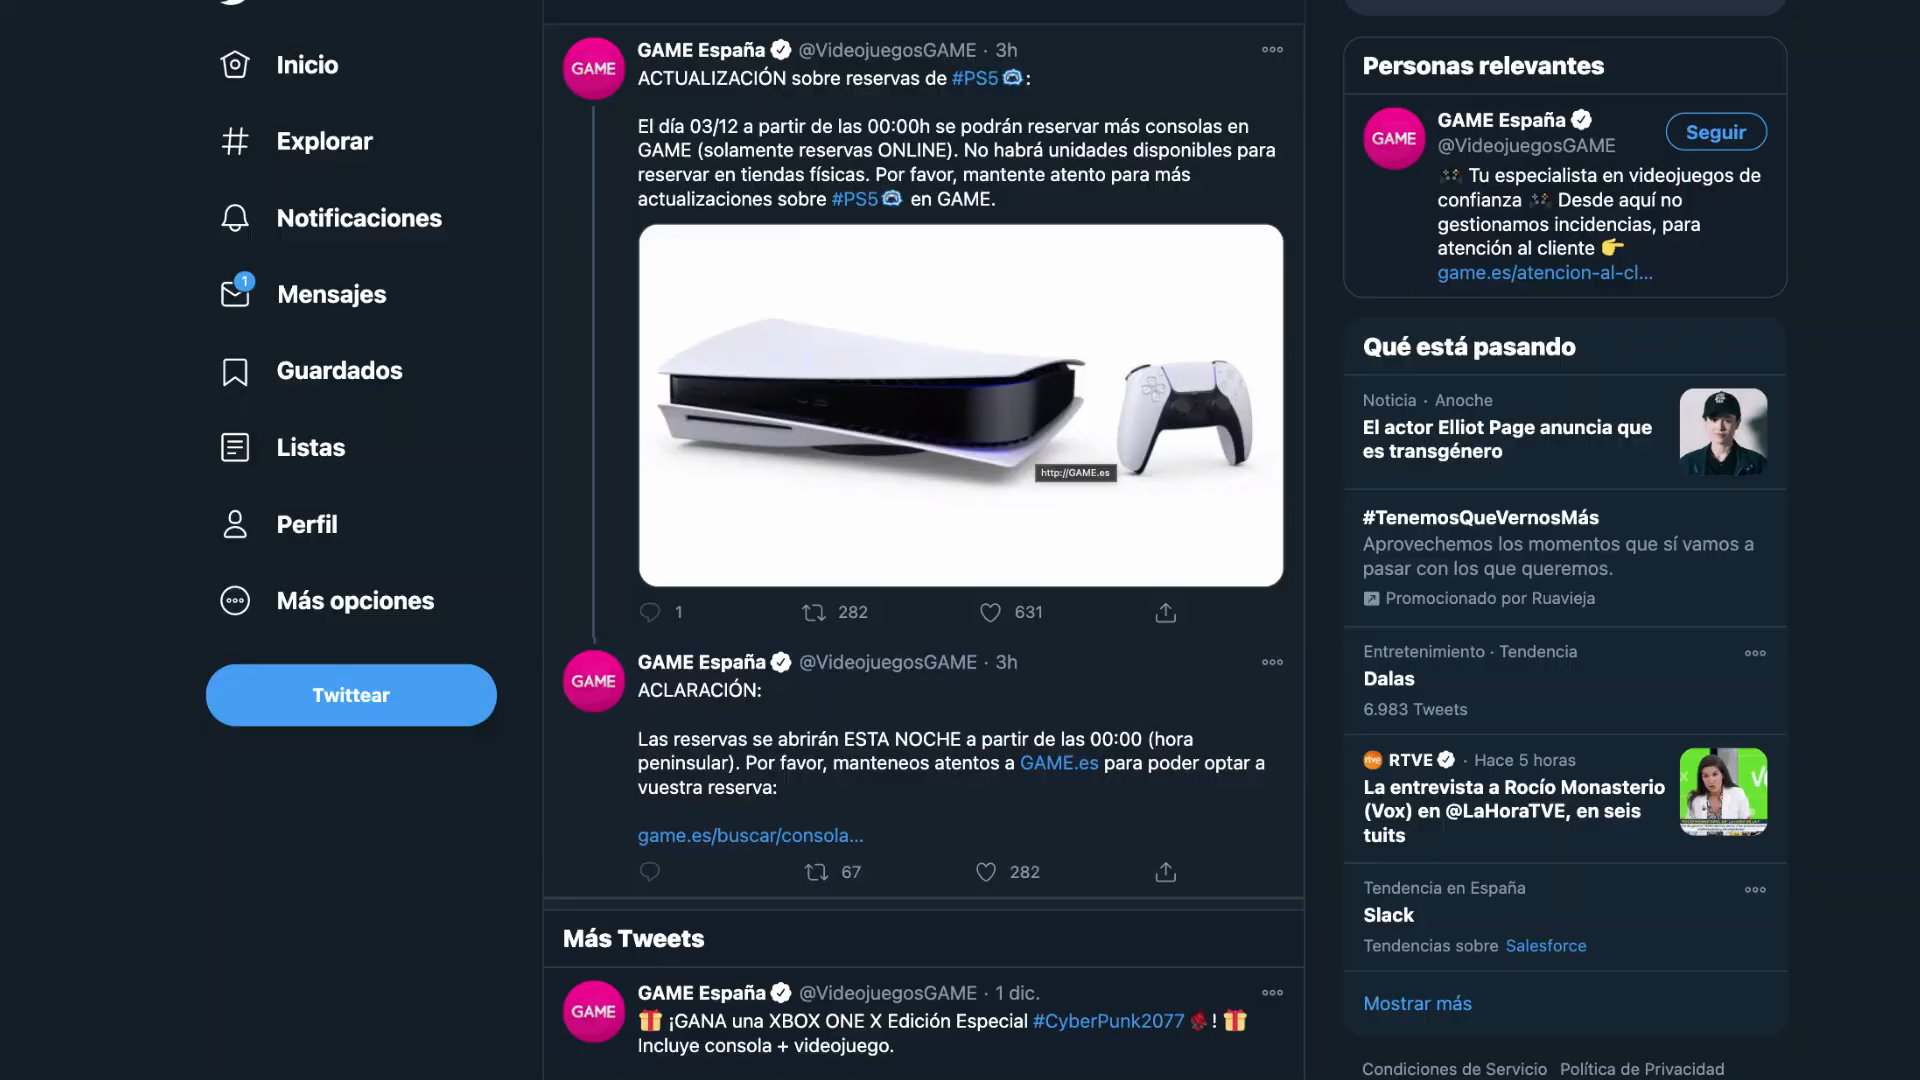 Inicio
Explorar
Notificaciones
1
Mensajes
Guardados
Listas
Perfil
Más opciones
Twittear
GAME
GAME España @VideojuegosGAME · 3h
ACTUALIZACIÓN sobre reservas de #PS5 :
El día 03/12 a partir de las 00:00h se podrán reservar más consolas en
GAME (solamente reservas ONLINE). No habrá unidades disponibles para
reservar en tiendas físicas. Por favor, mantente atento para más
actualizaciones sobre #PS5 en GAME.
http://GAME.es
1 282 631
GAME
GAME España @VideojuegosGAME · 3h
ACLARACIÓN:
Las reservas se abrirán ESTA NOCHE a partir de las 00:00 (hora
peninsular). Por favor, manteneos atentos a GAME.es para poder optar a
vuestra reserva:
game.es/buscar/consola...
67 282
Más Tweets
GAME
GAME España @VideojuegosGAME · 1 dic.
¡GANA una XBOX ONE X Edición Especial #CyberPunk2077 !
Incluye consola + videojuego.
Personas relevantes
GAME
GAME España
@VideojuegosGAME
Seguir
Tu especialista en videojuegos de
confianza Desde aquí no
gestionamos incidencias, para
atención al cliente
game.es/atencion-al-cl...
Qué está pasando
Noticia · Anoche
El actor Elliot Page anuncia que
es transgénero
#TenemosQueVernosMás
Aprovechemos los momentos que sí vamos a
pasar con los que queremos.
Promocionado por Ruavieja
Entretenimiento · Tendencia
Dalas
6.983 Tweets
rtve RTVE · Hace 5 horas
La entrevista a Rocío Monasterio
(Vox) en @LaHoraTVE, en seis
tuits
Tendencia en España
Slack
Tendencias sobre Salesforce
Mostrar más
Condiciones de Servicio Política de Privacidad